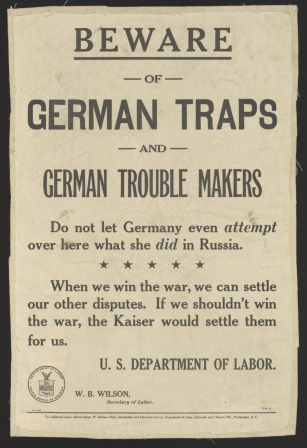 BEWARE
— OF —
GERMAN TRAPS
— AND —
GERMAN TROUBLE MAKERS
Do not let Germany even attempt
over here what she did in Russia.
★ ★ ★ ★ ★
When we win the war, we can settle
our other disputes. If we shouldn't win
the war, the Kaiser would settle them
for us.
U. S. DEPARTMENT OF LABOR.
W. B. WILSON,
Secretary of Labor.